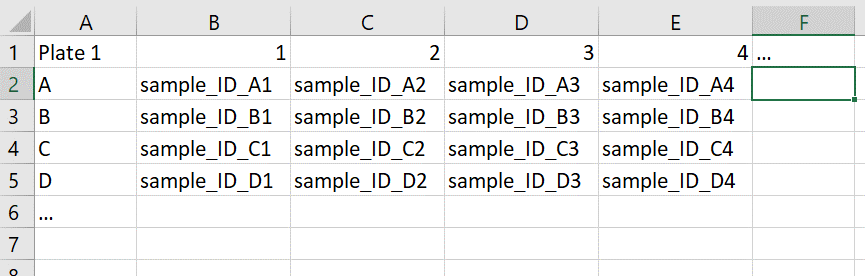 A B C D E F
1 Plate 1 1 2 3 4 ...
2 A sample_ID_A1 sample_ID_A2 sample_ID_A3 sample_ID_A4
3 B sample_ID_B1 sample_ID_B2 sample_ID_B3 sample_ID_B4
4 C sample_ID_C1 sample_ID_C2 sample_ID_C3 sample_ID_C4
5 D sample_ID_D1 sample_ID_D2 sample_ID_D3 sample_ID_D4
6 ...
7
8